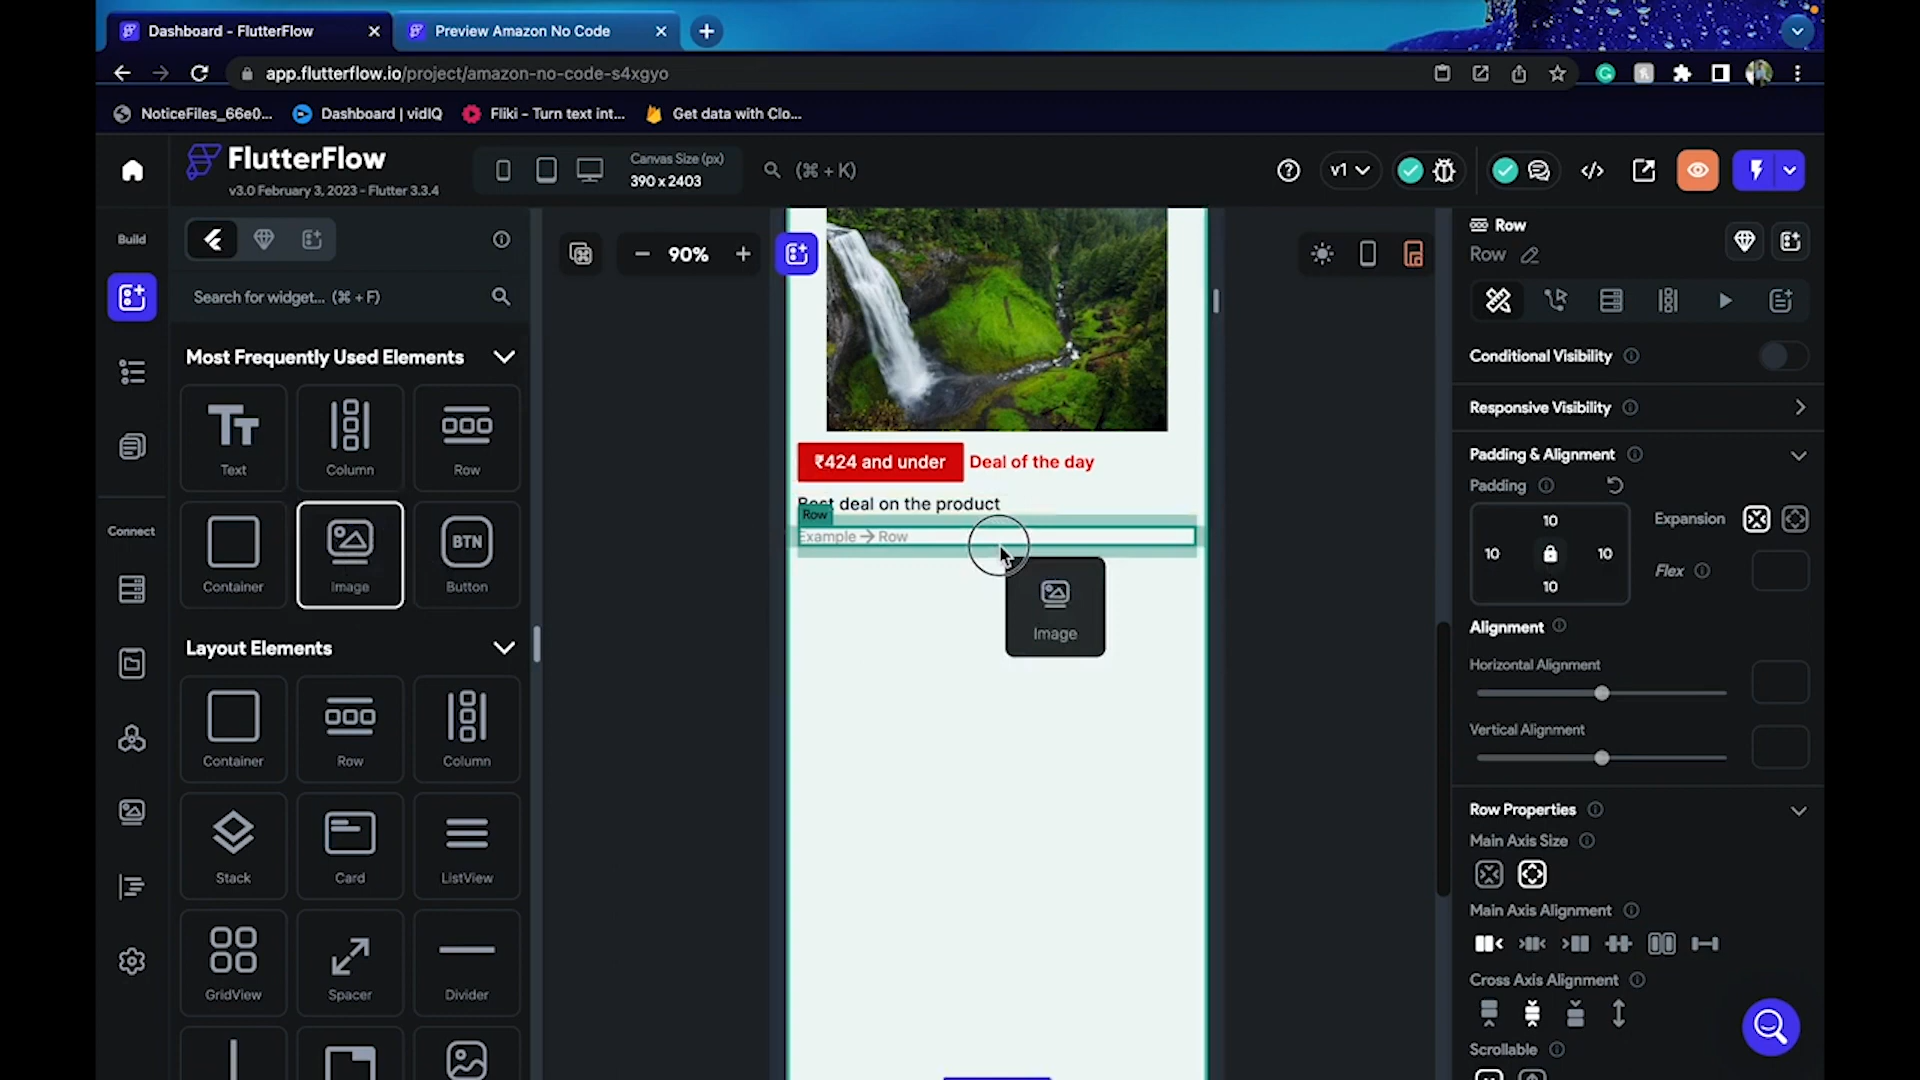 Dashboard - FlutterFlow
Preview Amazon No Code
app.flutterflow.io/project/amazon-no-code-s4xgyo
NoticeFiles_66e0...
Dashboard | vidIQ
Fliki - Turn text int...
Get data with Clo...
FlutterFlow
v3.0 February 3, 2023 - Flutter 3.3.4
Canvas Size (px)
390 x 2403
(⌘ + K)
v1
Build
Search for widget... (⌘ + F)
90%
Most Frequently Used Elements
Text
Column
Row
Container
Image
BTN
Button
Connect
Layout Elements
Container
Row
Column
Stack
Card
ListView
GridView
Spacer
Divider
₹424 and under
Deal of the day
Best deal on the product
Row
Example → Row
Image
Row
Row
Conditional Visibility
Responsive Visibility
Padding & Alignment
Padding
10
10
10
10
Expansion
Flex
Alignment
Horizontal Alignment
Vertical Alignment
Row Properties
Main Axis Size
Main Axis Alignment
Cross Axis Alignment
Scrollable